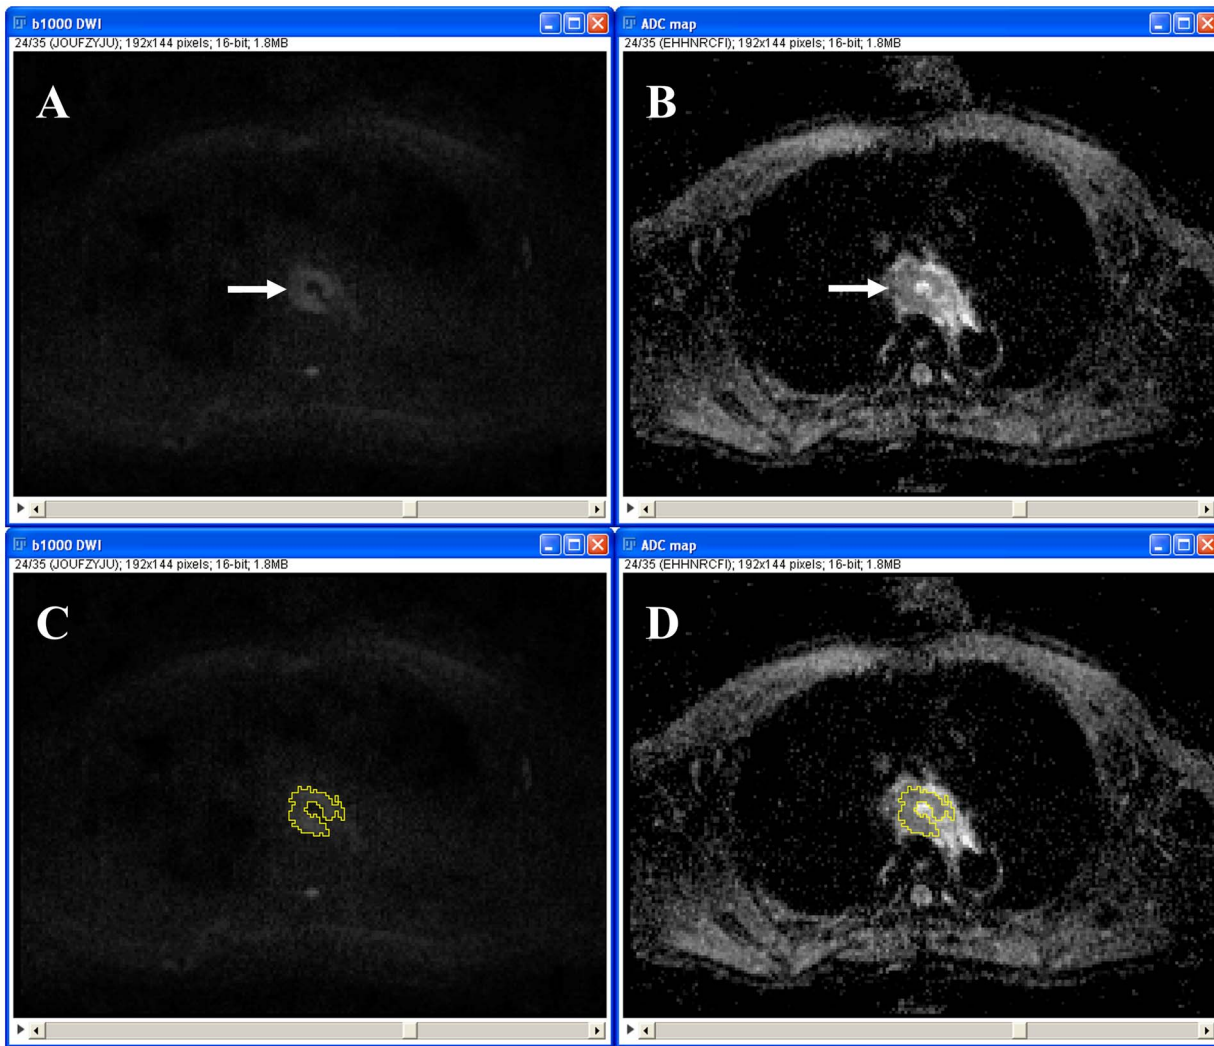 b1000 DWI
24/35 (JOUFZYJU); 192x144 pixels; 16-bit; 1.8MB
A
ADC map
24/35 (EHHNRCFI); 192x144 pixels; 16-bit; 1.8MB
B
b1000 DWI
24/35 (JOUFZYJU); 192x144 pixels; 16-bit; 1.8MB
C
ADC map
24/35 (EHHNRCFI); 192x144 pixels; 16-bit; 1.8MB
D